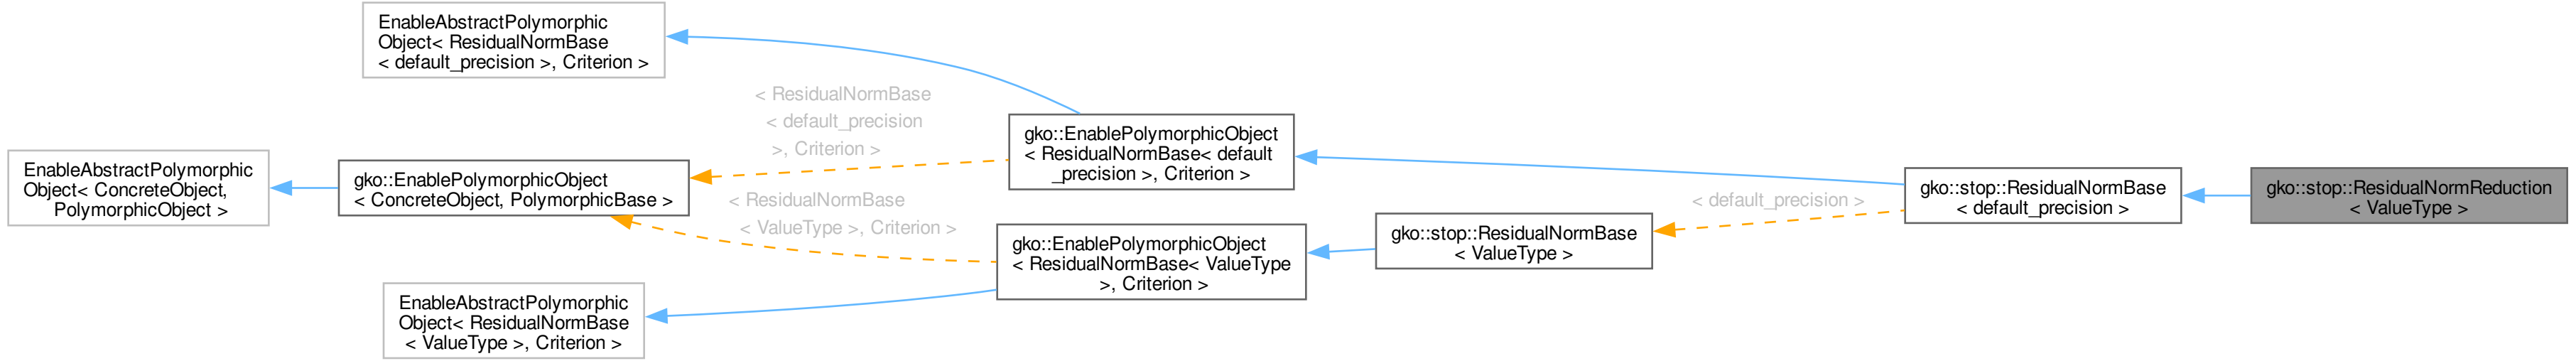 EnableAbstractPolymorphic
Object< ResidualNormBase
< default_precision >, Criterion >
< ResidualNormBase
< default_precision
>, Criterion >
gko::EnablePolymorphicObject
< ResidualNormBase< default
_precision >, Criterion >
EnableAbstractPolymorphic
Object< ConcreteObject,
PolymorphicObject >
gko::EnablePolymorphicObject
< ConcreteObject, PolymorphicBase >
< ResidualNormBase
< ValueType >, Criterion >
gko::EnablePolymorphicObject
< ResidualNormBase< ValueType
>, Criterion >
gko::stop::ResidualNormBase
< ValueType >
< default_precision >
gko::stop::ResidualNormBase
< default_precision >
gko::stop::ResidualNormReduction
< ValueType >
EnableAbstractPolymorphic
Object< ResidualNormBase
< ValueType >, Criterion >